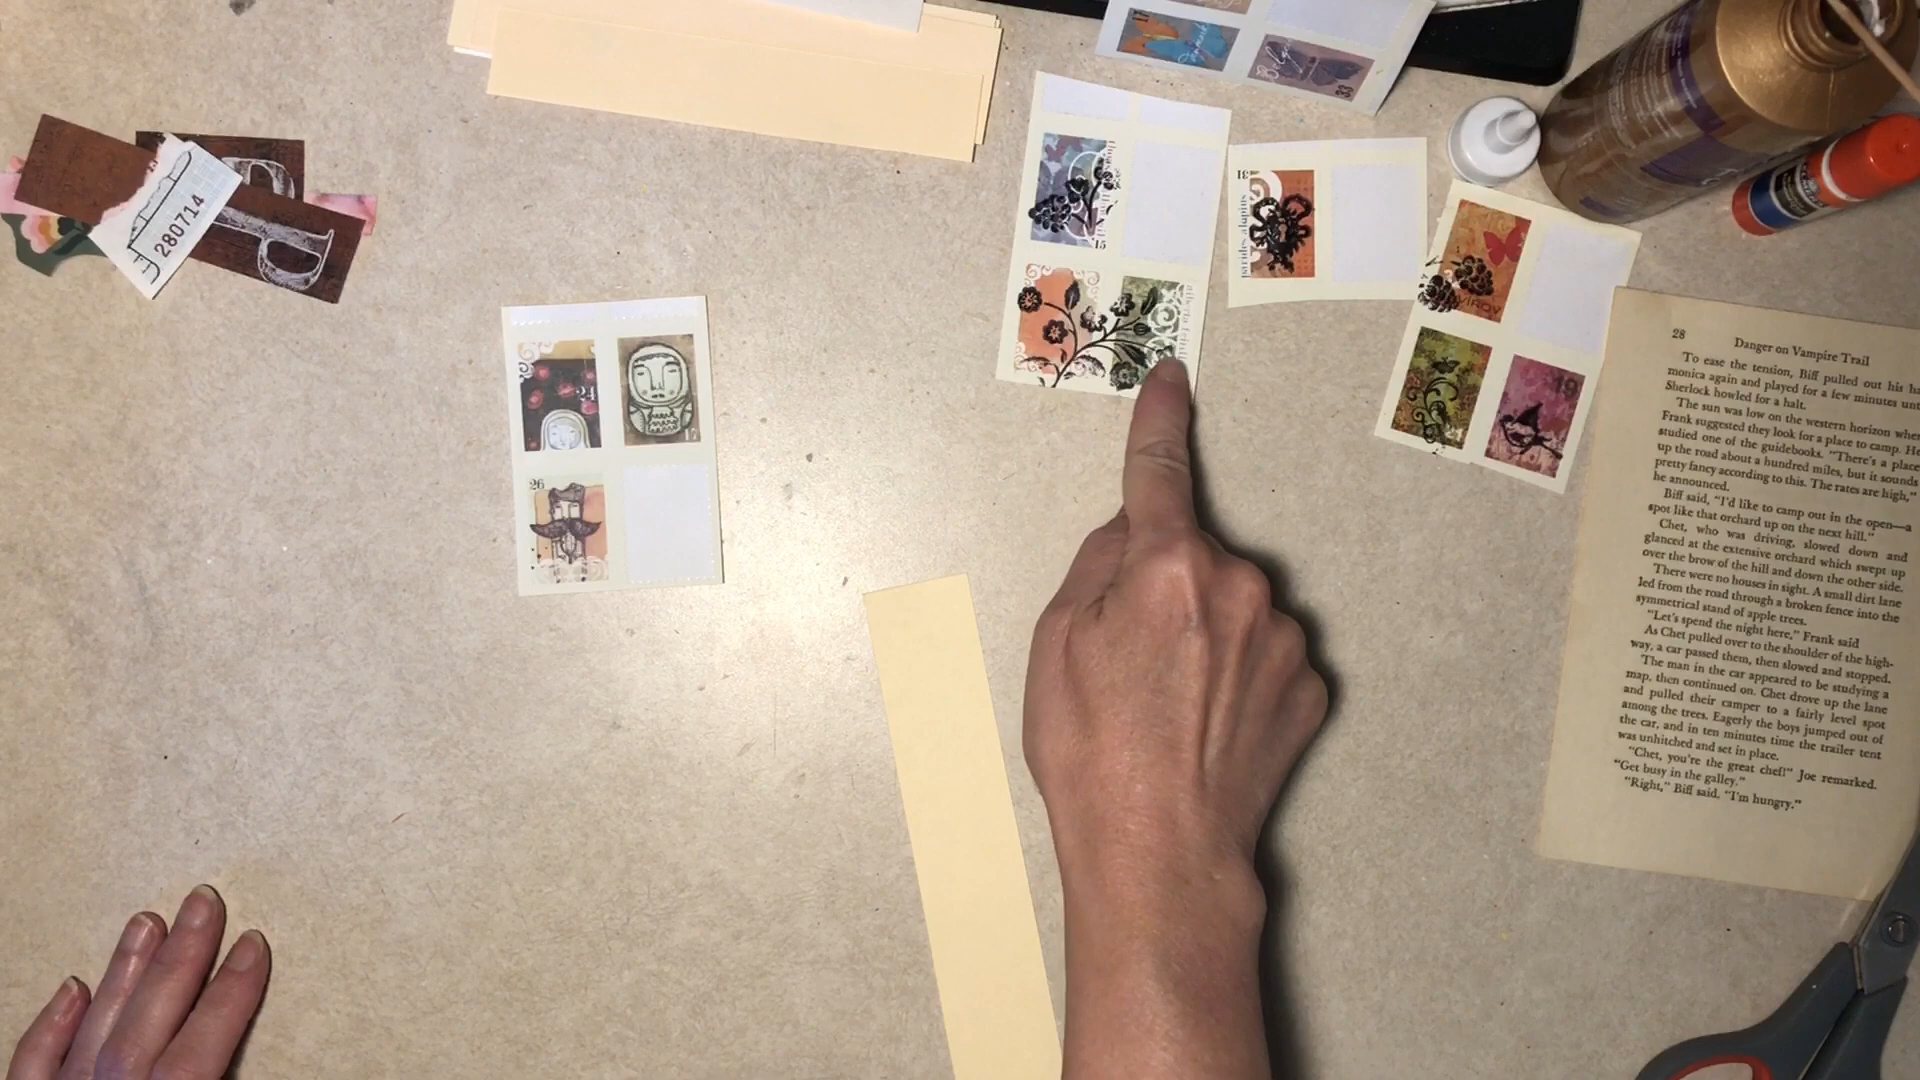 280714
P
24
17
26
15
31
parides alopius
VIROV
19
17
33
28 Danger on Vampire Trail
To ease the tension, Biff pulled out his
monica again and played for a few minutes
Sherlock howled for a halt.
The sun was low on the western horizon
Frank suggested they look for a place to camp. He
studied one of the guidebooks. "There's a place
up the road about a hundred miles, but it sounds
pretty fancy according to this. The rates are high,"
he announced.
Biff said, "I'd like to camp out in the open—a
spot like that orchard up on the next hill."
Chet, who was driving, slowed down and
glanced at the extensive orchard which swept up
over the brow of the hill and down the other side.
There were no houses in sight. A small dirt lane
led from the road through a broken fence into the
symmetrical stand of apple trees.
"Let's spend the night here," Frank said
As Chet pulled over to the shoulder of the high-
way, a car passed them, then slowed and stopped.
The man in the car appeared to be studying a
map, then continued on. Chet drove up the lane
and pulled their camper to a fairly level spot
among the trees. Eagerly the boys jumped out of
the car, and in ten minutes time the trailer tent
was unhitched and set in place.
"Chet, you're the great chef!" Joe remarked.
"Get busy in the galley."
"Right," Biff said. "I'm hungry."